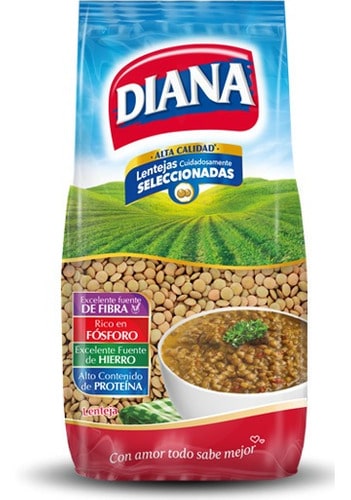 DIANA
ALTA CALIDAD
Lentejas Cuidadosamente
SELECCIONADAS
Excelente fuente
DE FIBRA
Rico en
FÓSFORO
Excelente Fuente
de HIERRO
Alto Contenido
de PROTEÍNA
Lenteja
Con amor todo sabe mejor